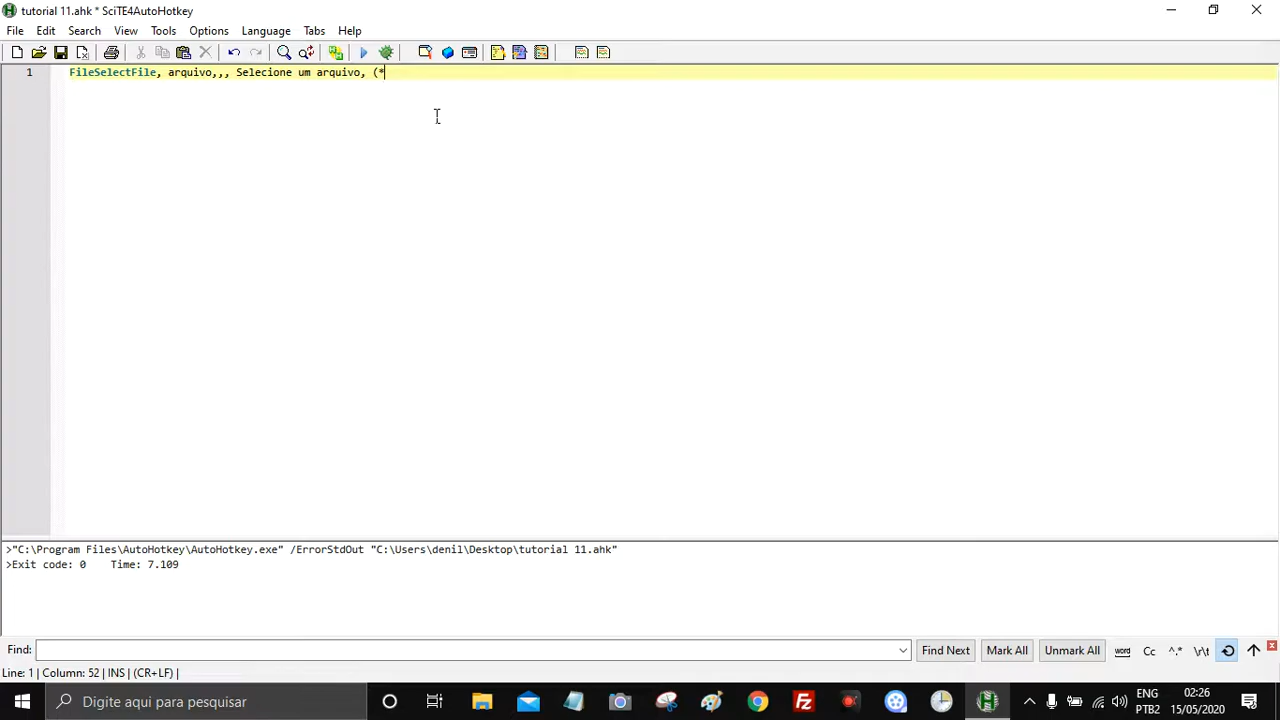 tutorial 11.ahk * SciTE4AutoHotkey
File Edit Search View Tools Options Language Tabs Help
1 FileSelectFile, arquivo,,, Selecione um arquivo, (*
>"C:\Program Files\AutoHotkey\AutoHotkey.exe" /ErrorStdOut "C:\Users\denil\Desktop\tutorial 11.ahk"
>Exit code: 0 Time: 7.109
Find: Find Next Mark All Unmark All word Cc .* \r\t
Line: 1 | Column: 52 | INS | (CR+LF) |
Digite aqui para pesquisar
ENG 02:26
PTB2 15/05/2020